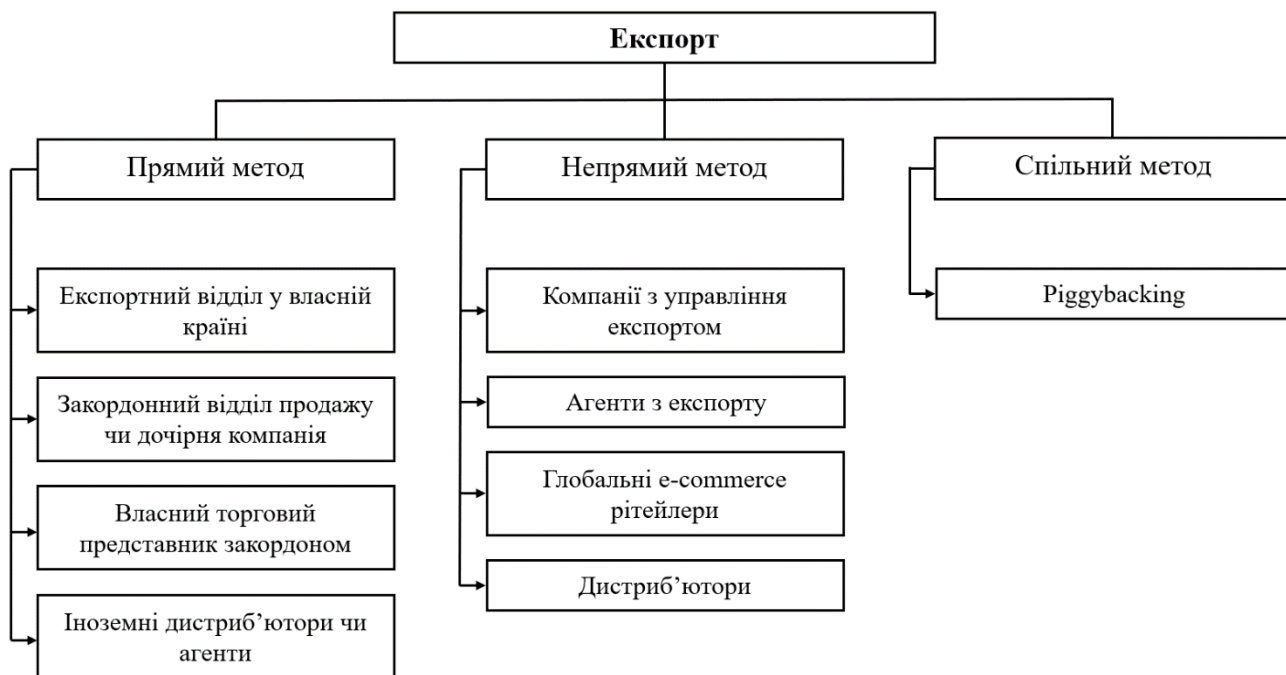 Експорт
Прямий метод
Непрямий метод
Спільний метод
Експортний відділ у власній
країні
Закордонний відділ продажу
чи дочірня компанія
Власний торговий
представник закордоном
Іноземні дистриб’ютори чи
агенти
Компанії з управління
експортом
Агенти з експорту
Глобальні e-commerce
рітейлери
Дистриб’ютори
Piggybacking